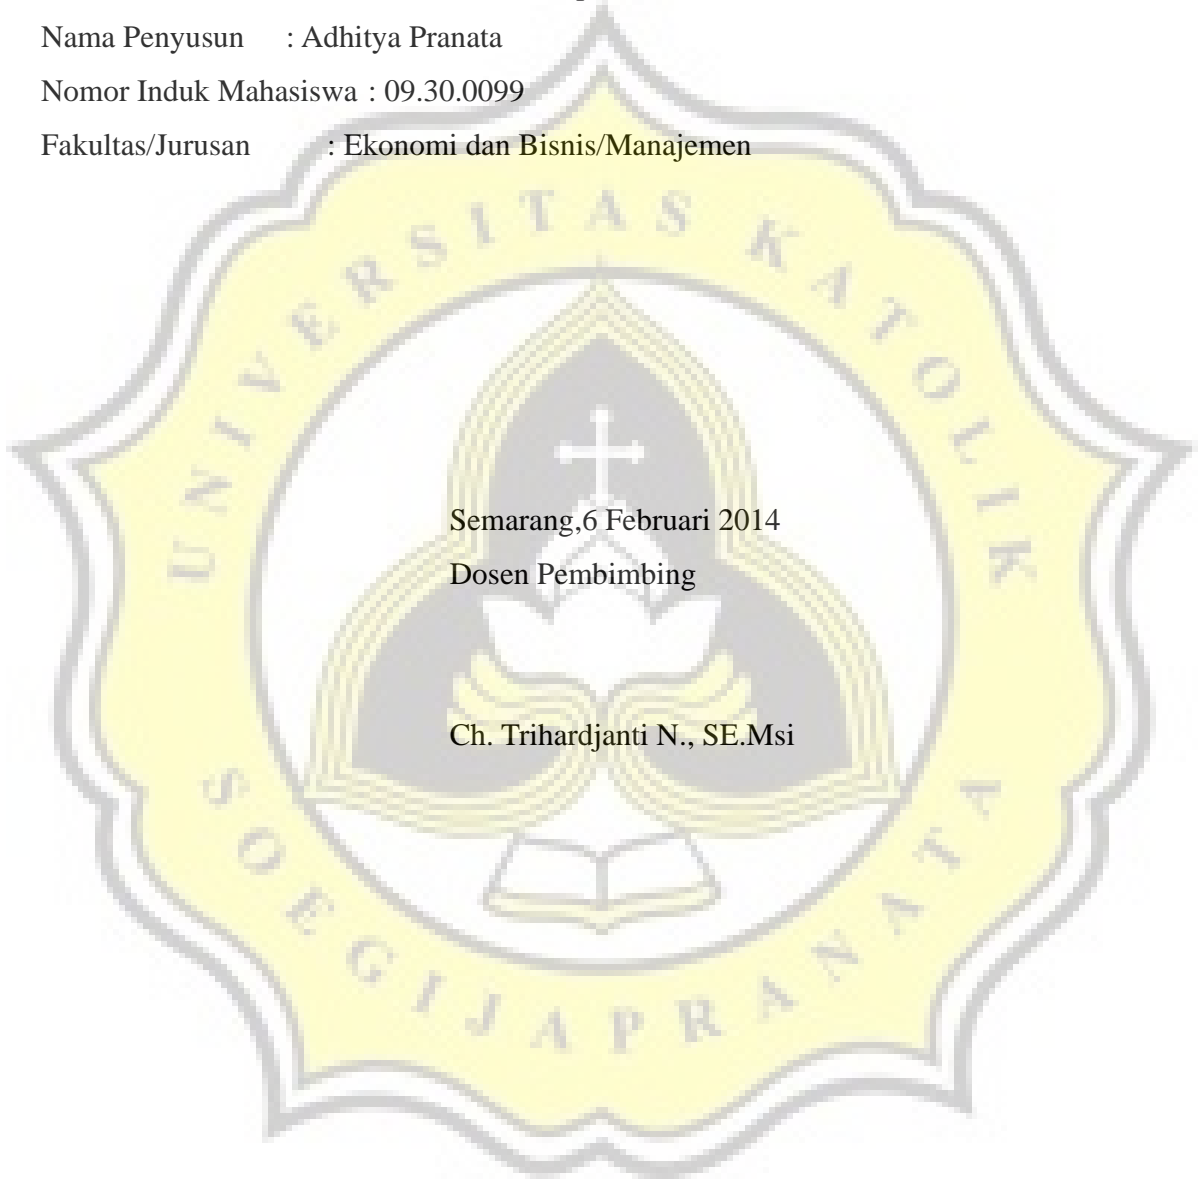 Nama Penyusun : Adhitya Pranata
Nomor Induk Mahasiswa : 09.30.0099
Fakultas/Jurusan : Ekonomi dan Bisnis/Manajemen
UNIVERSITAS KATOLIK
Semarang,6 Februari 2014
Dosen Pembimbing
Ch. Trihardjanti N., SE.Msi
SOEGIJAPRANATA